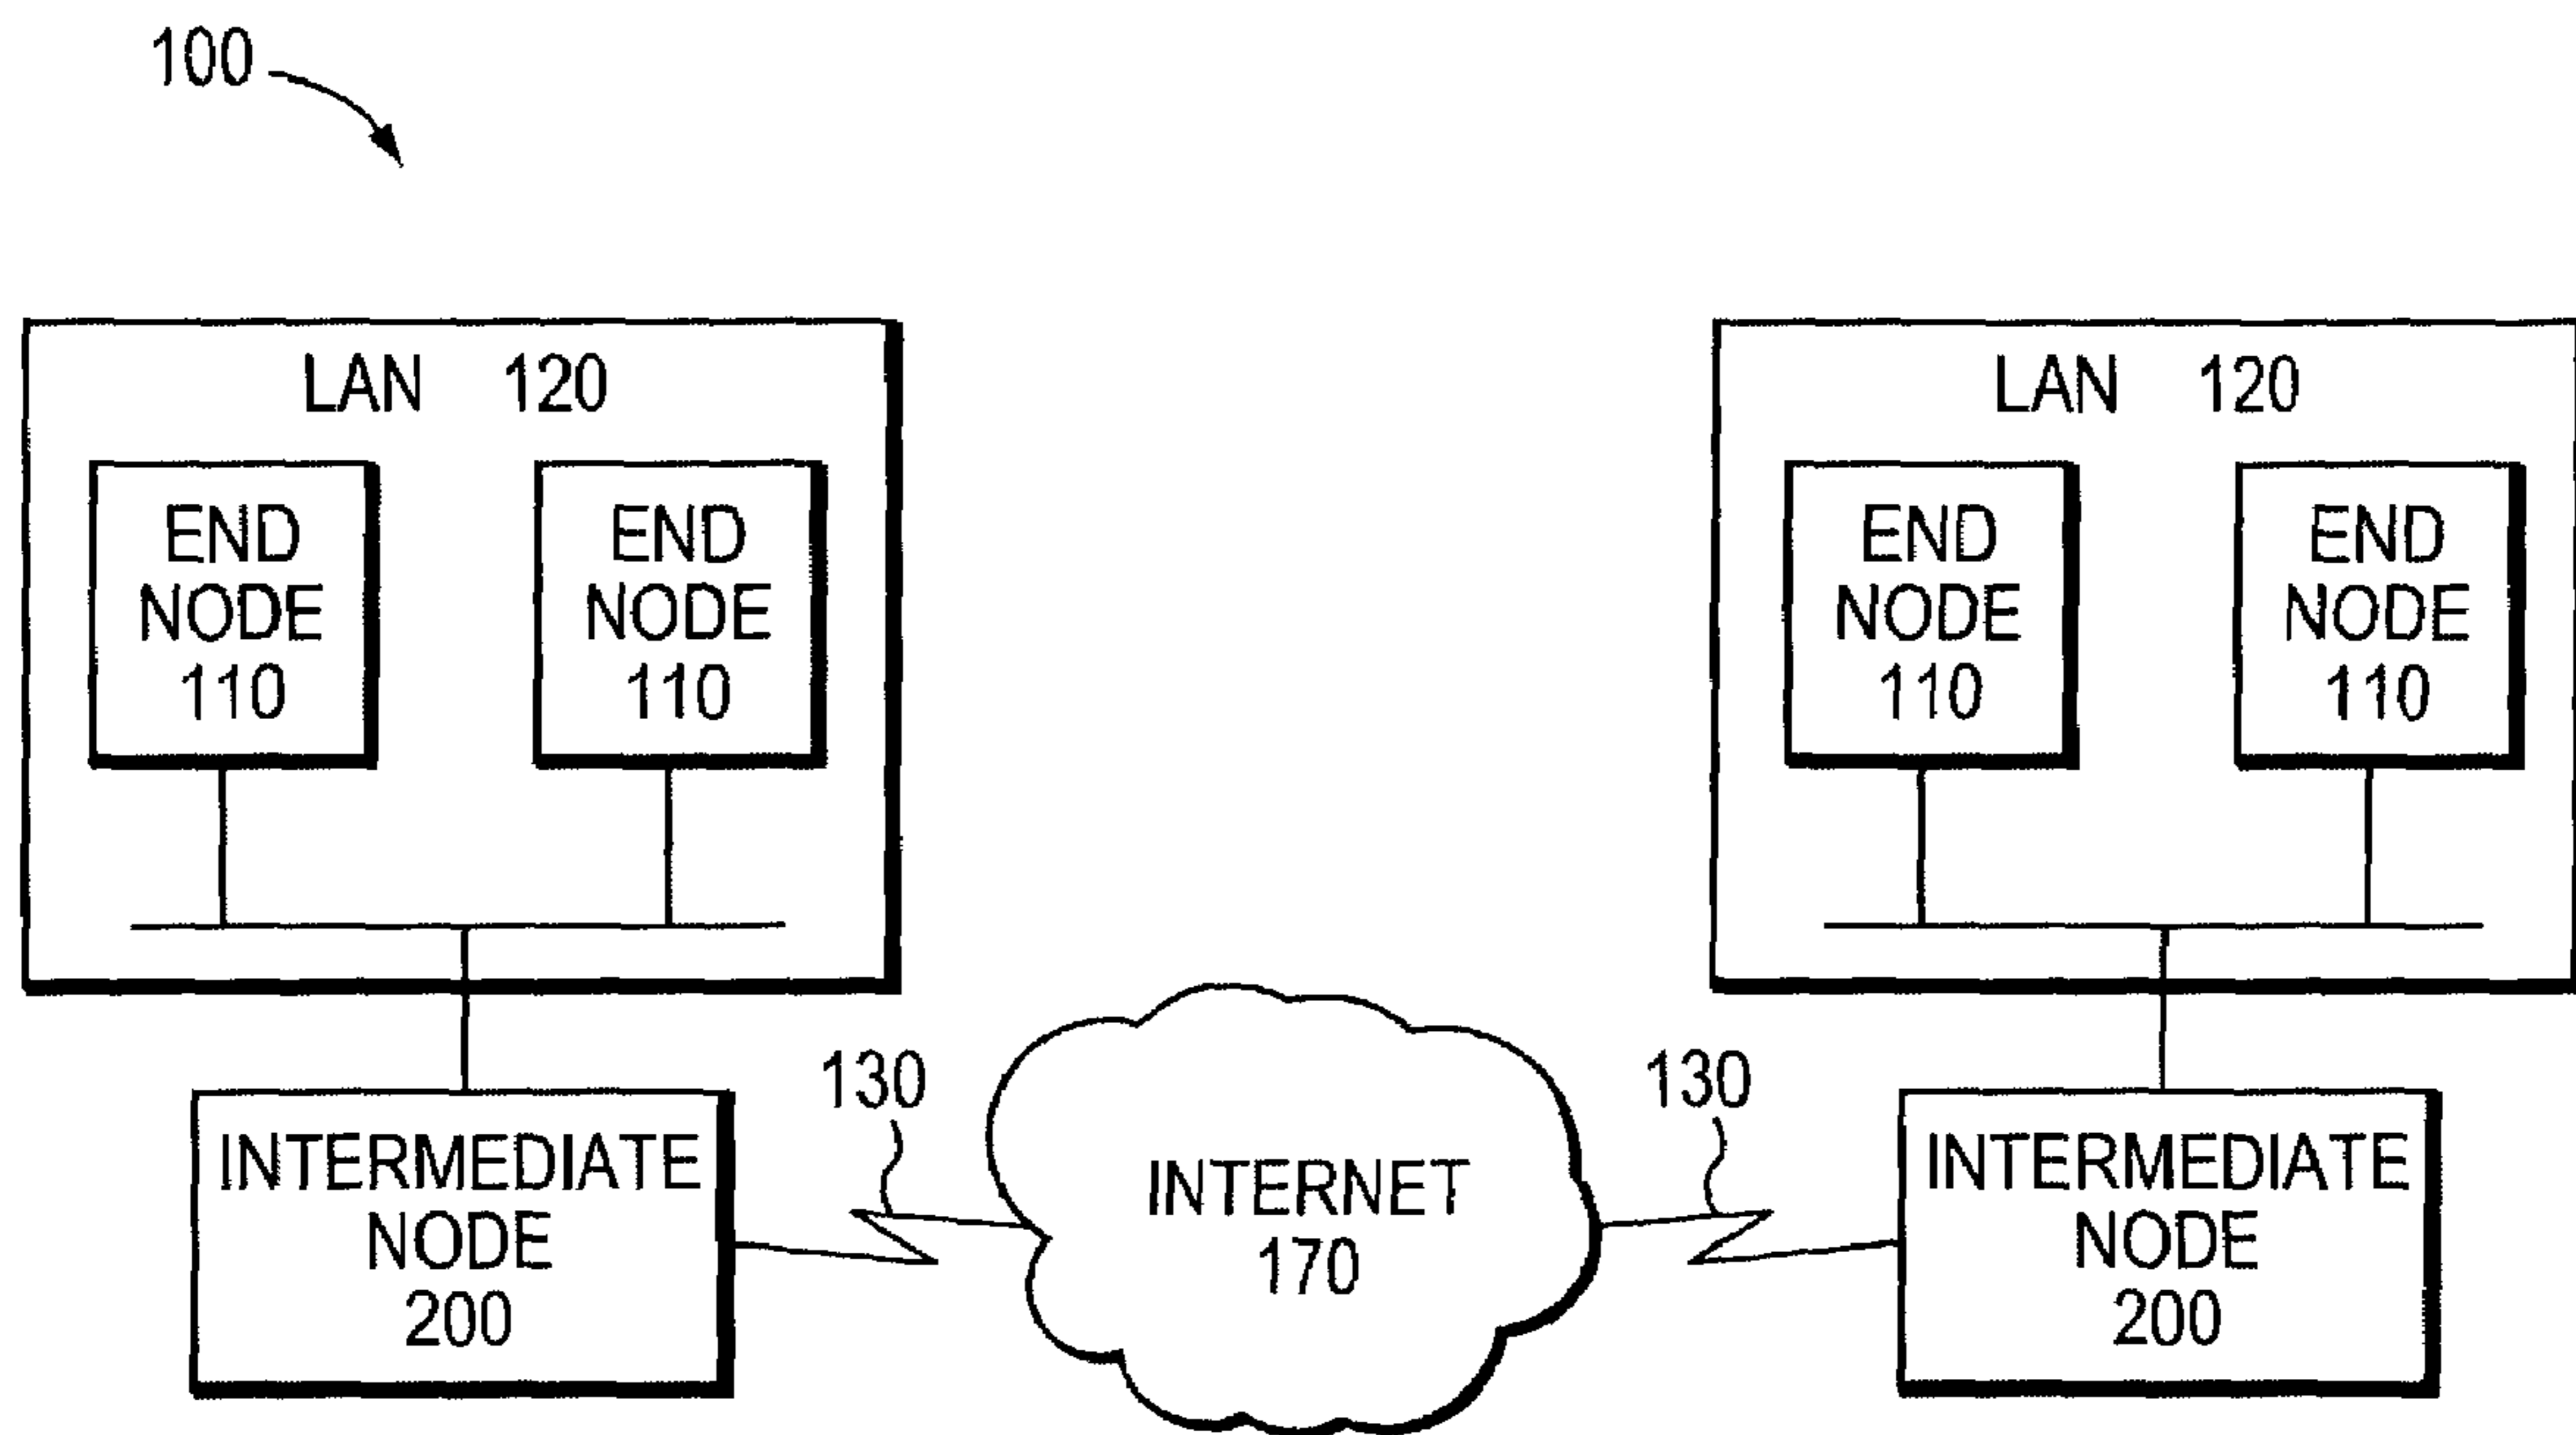 100
LAN 120
END
NODE
110
END
NODE
110
INTERMEDIATE
NODE
200
130
INTERNET
170
130
LAN 120
END
NODE
110
END
NODE
110
INTERMEDIATE
NODE
200